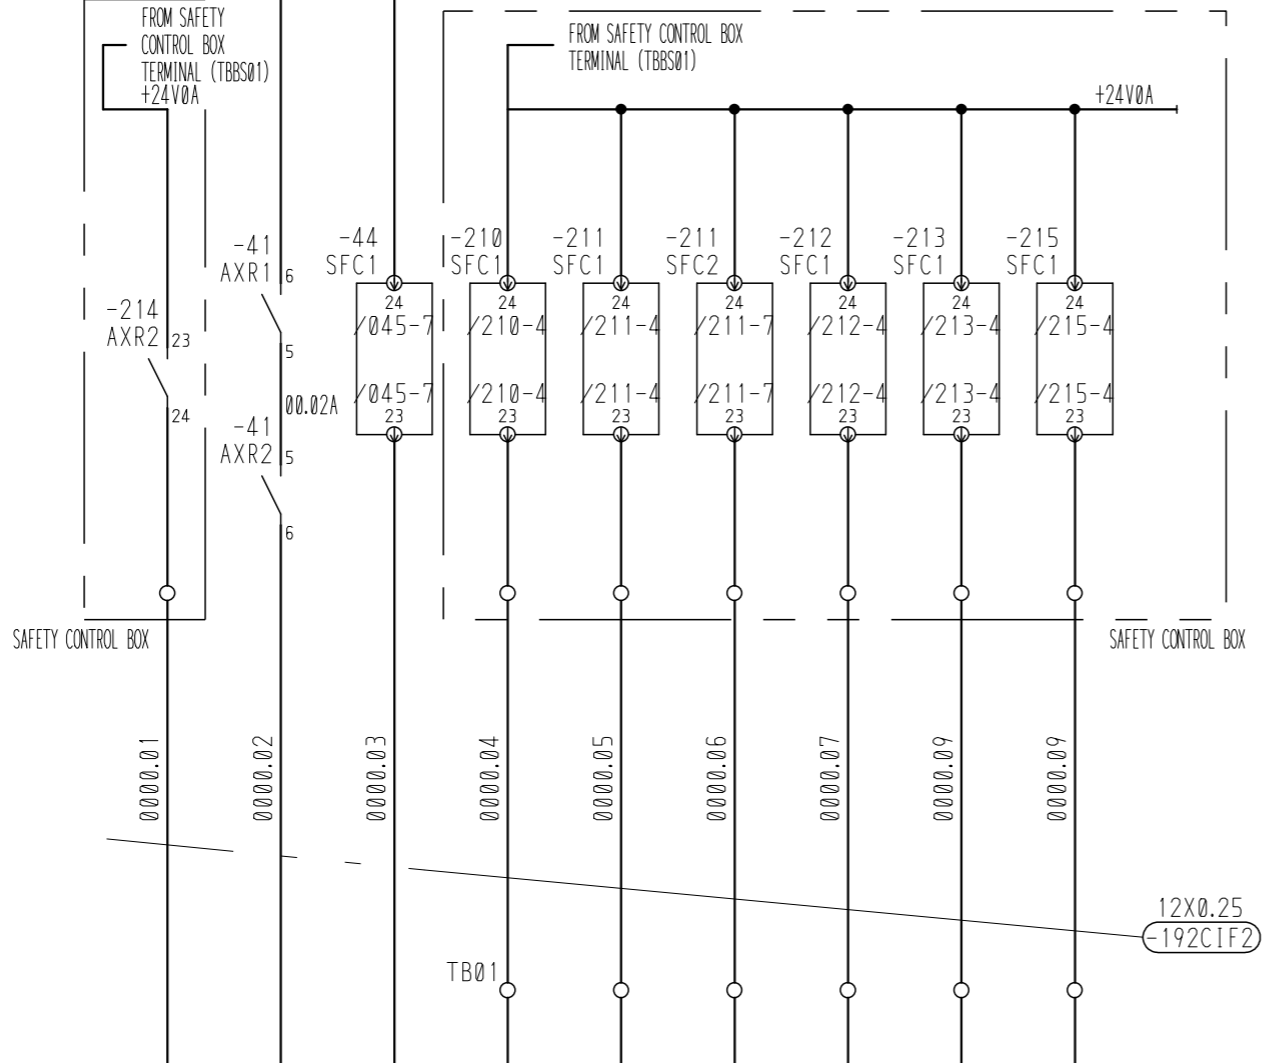 FROM SAFETY
CONTROL BOX
TERMINAL (TBBS01)
+24V0A
FROM SAFETY CONTROL BOX
TERMINAL (TBBS01)
+24V0A
-214
AXR2
23
24
-41
AXR1
6
5
00.02A
-41
AXR2
5
6
-44
SFC1
24
/045-7
/045-7
23
-210
SFC1
24
/210-4
/210-4
23
-211
SFC1
24
/211-4
/211-4
23
-211
SFC2
24
/211-7
/211-7
23
-212
SFC1
24
/212-4
/212-4
23
-213
SFC1
24
/213-4
/213-4
23
-215
SFC1
24
/215-4
/215-4
23
SAFETY CONTROL BOX
SAFETY CONTROL BOX
0000.01
0000.02
0000.03
0000.04
0000.05
0000.06
0000.07
0000.09
0000.09
12X0.25
-192CIF2
TB01